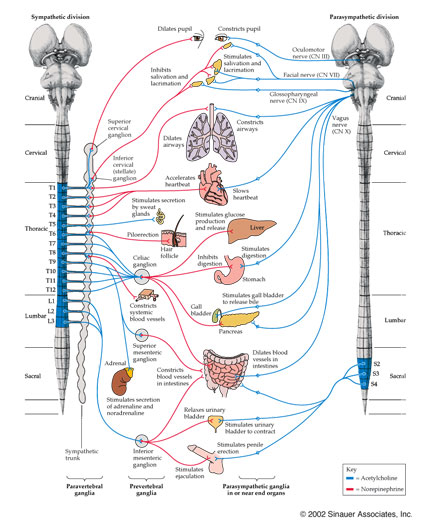 Sympathetic division
Parasympathetic division
Dilates pupil
Constricts pupil
Stimulates
salivation and
lacrimation
Oculomotor
nerve (CN III)
Inhibits
salivation and
lacrimation
Facial nerve (CN VII)
Glossopharyngeal
nerve (CN IX)
Vagus
nerve
(CN X)
Cranial
Cranial
Superior
cervical
ganglion
Constricts
airways
Dilates
airways
Cervical
Cervical
Inferior
cervical
(stellate)
ganglion
Accelerates
heartbeat
Slows
heartbeat
T1
T2
T3
T4
T5
T6
T7
T8
T9
T10
T11
T12
Thoracic
Thoracic
Stimulates secretion
by sweat
glands
Stimulates glucose
production
and release
Liver
Piloerection
Hair
follicle
Stimulates
digestion
Celiac
ganglion
Inhibits
digestion
Stomach
Constricts
systemic
blood vessels
Stimulates gall bladder
to release bile
Gall
bladder
Pancreas
L1
L2
L3
Lumbar
Lumbar
Superior
mesenteric
ganglion
Dilates blood
vessels in
intestines
Adrenal
Constricts
blood vessels
in intestines
Sacral
S2
S3
S4
Sacral
Stimulates secretion
of adrenaline and
noradrenaline
Relaxes urinary
bladder
Stimulates urinary
bladder to contract
Sympathetic
trunk
Inferior
mesenteric
ganglion
Stimulates penile
erection
Stimulates
ejaculation
Paravertebral
ganglia
Prevertebral
ganglia
Parasympathetic ganglia
in or near end organs
Key
= Acetylcholine
= Norepinephrine
© 2002 Sinauer Associates, Inc.